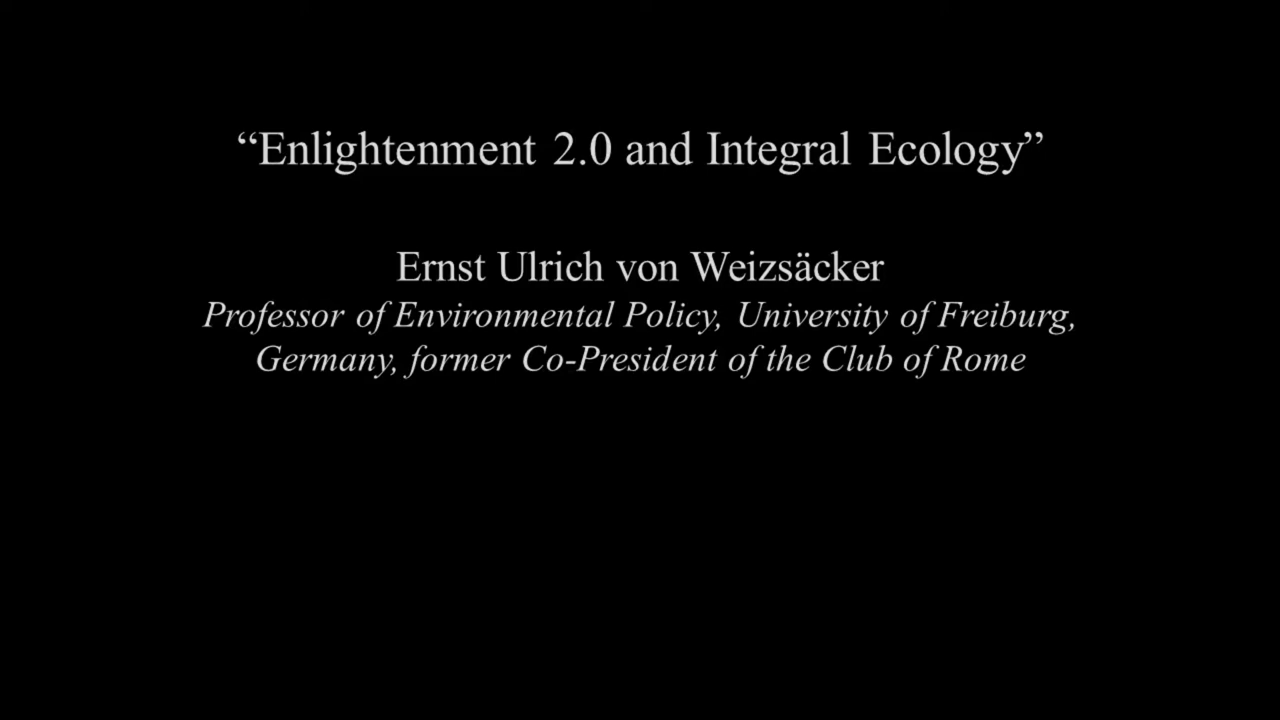 “Enlightenment 2.0 and Integral Ecology”
Ernst Ulrich von Weizsäcker
Professor of Environmental Policy, University of Freiburg,
Germany, former Co-President of the Club of Rome